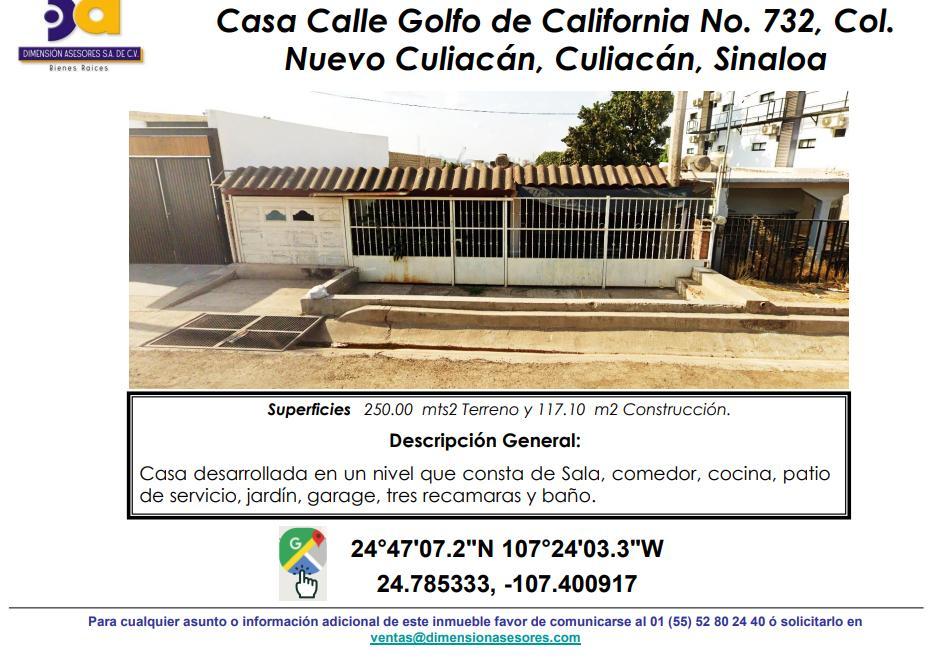 DIMENSIÓN ASESORES S.A. DE C.V.
Bienes Raíces
Casa Calle Golfo de California No. 732, Col.
Nuevo Culiacán, Culiacán, Sinaloa
Superficies 250.00 mts2 Terreno y 117.10 m2 Construcción.
Descripción General:
Casa desarrollada en un nivel que consta de Sala, comedor, cocina, patio
de servicio, jardín, garage, tres recamaras y baño.
G
24°47'07.2"N 107°24'03.3"W
24.785333, -107.400917
Para cualquier asunto o información adicional de este inmueble favor de comunicarse al 01 (55) 52 80 24 40 ó solicitarlo en
ventas@dimensionasesores.com